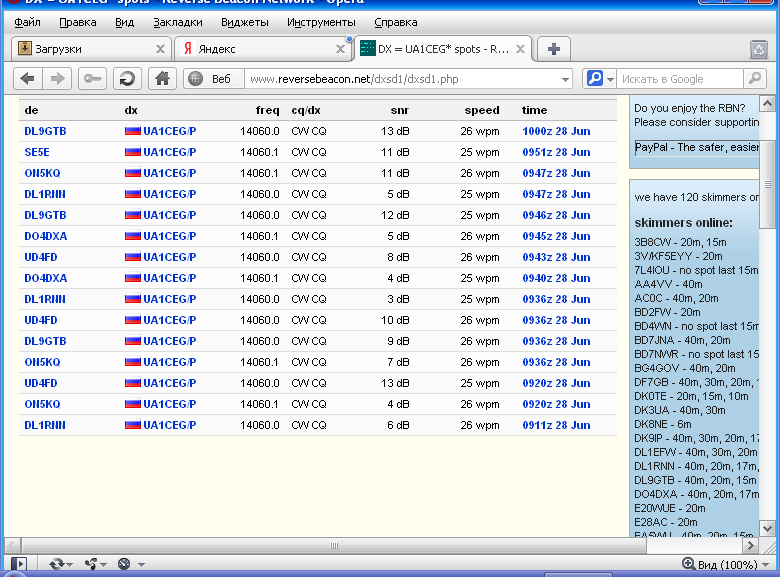 DX = UA1CEG* spots - Reverse Beacon Network - Opera
Файл Правка Вид Закладки Виджеты Инструменты Справка
Загрузки Яндекс DX = UA1CEG* spots - R...
Веб www.reversebeacon.net/dxsd1/dxsd1.php Искать в Google
de dx freq cq/dx snr speed time
DL9GTB UA1CEG/P 14060.0 CW CQ 13 dB 26 wpm 1000z 28 Jun
SE5E UA1CEG/P 14060.1 CW CQ 11 dB 25 wpm 0951z 28 Jun
ON5KQ UA1CEG/P 14060.1 CW CQ 11 dB 26 wpm 0947z 28 Jun
DL1RNN UA1CEG/P 14060.0 CW CQ 5 dB 25 wpm 0947z 28 Jun
DL9GTB UA1CEG/P 14060.0 CW CQ 12 dB 25 wpm 0946z 28 Jun
DO4DXA UA1CEG/P 14060.1 CW CQ 5 dB 26 wpm 0945z 28 Jun
UD4FD UA1CEG/P 14060.0 CW CQ 8 dB 26 wpm 0943z 28 Jun
DO4DXA UA1CEG/P 14060.1 CW CQ 4 dB 25 wpm 0940z 28 Jun
DL1RNN UA1CEG/P 14060.0 CW CQ 3 dB 25 wpm 0936z 28 Jun
UD4FD UA1CEG/P 14060.0 CW CQ 10 dB 26 wpm 0936z 28 Jun
DL9GTB UA1CEG/P 14060.0 CW CQ 9 dB 26 wpm 0936z 28 Jun
ON5KQ UA1CEG/P 14060.1 CW CQ 7 dB 26 wpm 0936z 28 Jun
UD4FD UA1CEG/P 14060.0 CW CQ 13 dB 25 wpm 0920z 28 Jun
ON5KQ UA1CEG/P 14060.1 CW CQ 4 dB 26 wpm 0920z 28 Jun
DL1RNN UA1CEG/P 14060.0 CW CQ 6 dB 26 wpm 0911z 28 Jun
Do you enjoy the RBN?
Please consider supportin
PayPal - The safer, easier
we have 120 skimmers on
skimmers online:
3B8CW - 20m, 15m
3V/KF5EYY - 20m
7L4IOU - no spot last 15m
AA4VV - 40m
AC0C - 40m, 20m
BD2FW - 20m
BD4WN - no spot last 15m
BD7JNA - 40m, 20m
BD7NWR - no spot last 15
BG4GOV - 40m, 20m
DF7GB - 40m, 30m, 20m, 1
DK0TE - 20m, 15m, 10m
DK3UA - 40m, 30m
DK8NE - 6m
DK9IP - 40m, 30m, 20m, 17
DL1EFW - 40m, 30m, 20m
DL1RNN - 40m, 20m, 17m,
DL9GTB - 40m, 20m, 15m
DO4DXA - 40m, 20m, 17m
E20WUE - 20m
E28AC - 20m
EA5WU - 40m, 20m, 15m
Вид (100%)